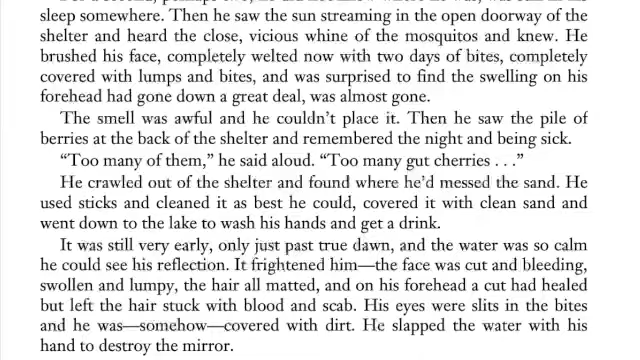 sleep somewhere. Then he saw the sun streaming in the open doorway of the
shelter and heard the close, vicious whine of the mosquitos and knew. He
brushed his face, completely welted now with two days of bites, completely
covered with lumps and bites, and was surprised to find the swelling on his
forehead had gone down a great deal, was almost gone.
The smell was awful and he couldn’t place it. Then he saw the pile of
berries at the back of the shelter and remembered the night and being sick.
“Too many of them,” he said aloud. “Too many gut cherries . . .”
He crawled out of the shelter and found where he’d messed the sand. He
used sticks and cleaned it as best he could, covered it with clean sand and
went down to the lake to wash his hands and get a drink.
It was still very early, only just past true dawn, and the water was so calm
he could see his reflection. It frightened him—the face was cut and bleeding,
swollen and lumpy, the hair all matted, and on his forehead a cut had healed
but left the hair stuck with blood and scab. His eyes were slits in the bites
and he was—somehow—covered with dirt. He slapped the water with his
hand to destroy the mirror.